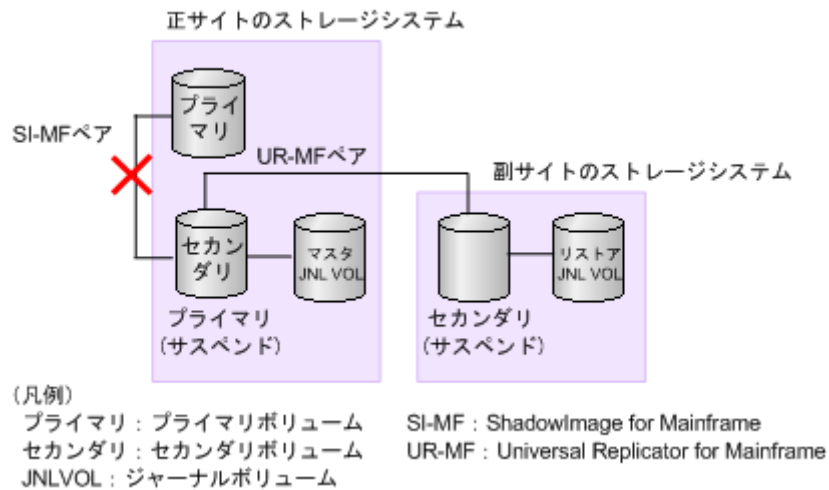 正サイトのストレージシステム
プライ
マリ
SI-MFペア
UR-MFペア
副サイトのストレージシステム
セカン
ダリ
マスタ
JNL VOL
リストア
JNL VOL
プライマリ
(サスペンド)
セカンダリ
(サスペンド)
(凡例)
プライマリ：プライマリボリューム
SI-MF：ShadowImage for Mainframe
セカンダリ：セカンダリボリューム
UR-MF：Universal Replicator for Mainframe
JNLVOL：ジャーナルボリューム